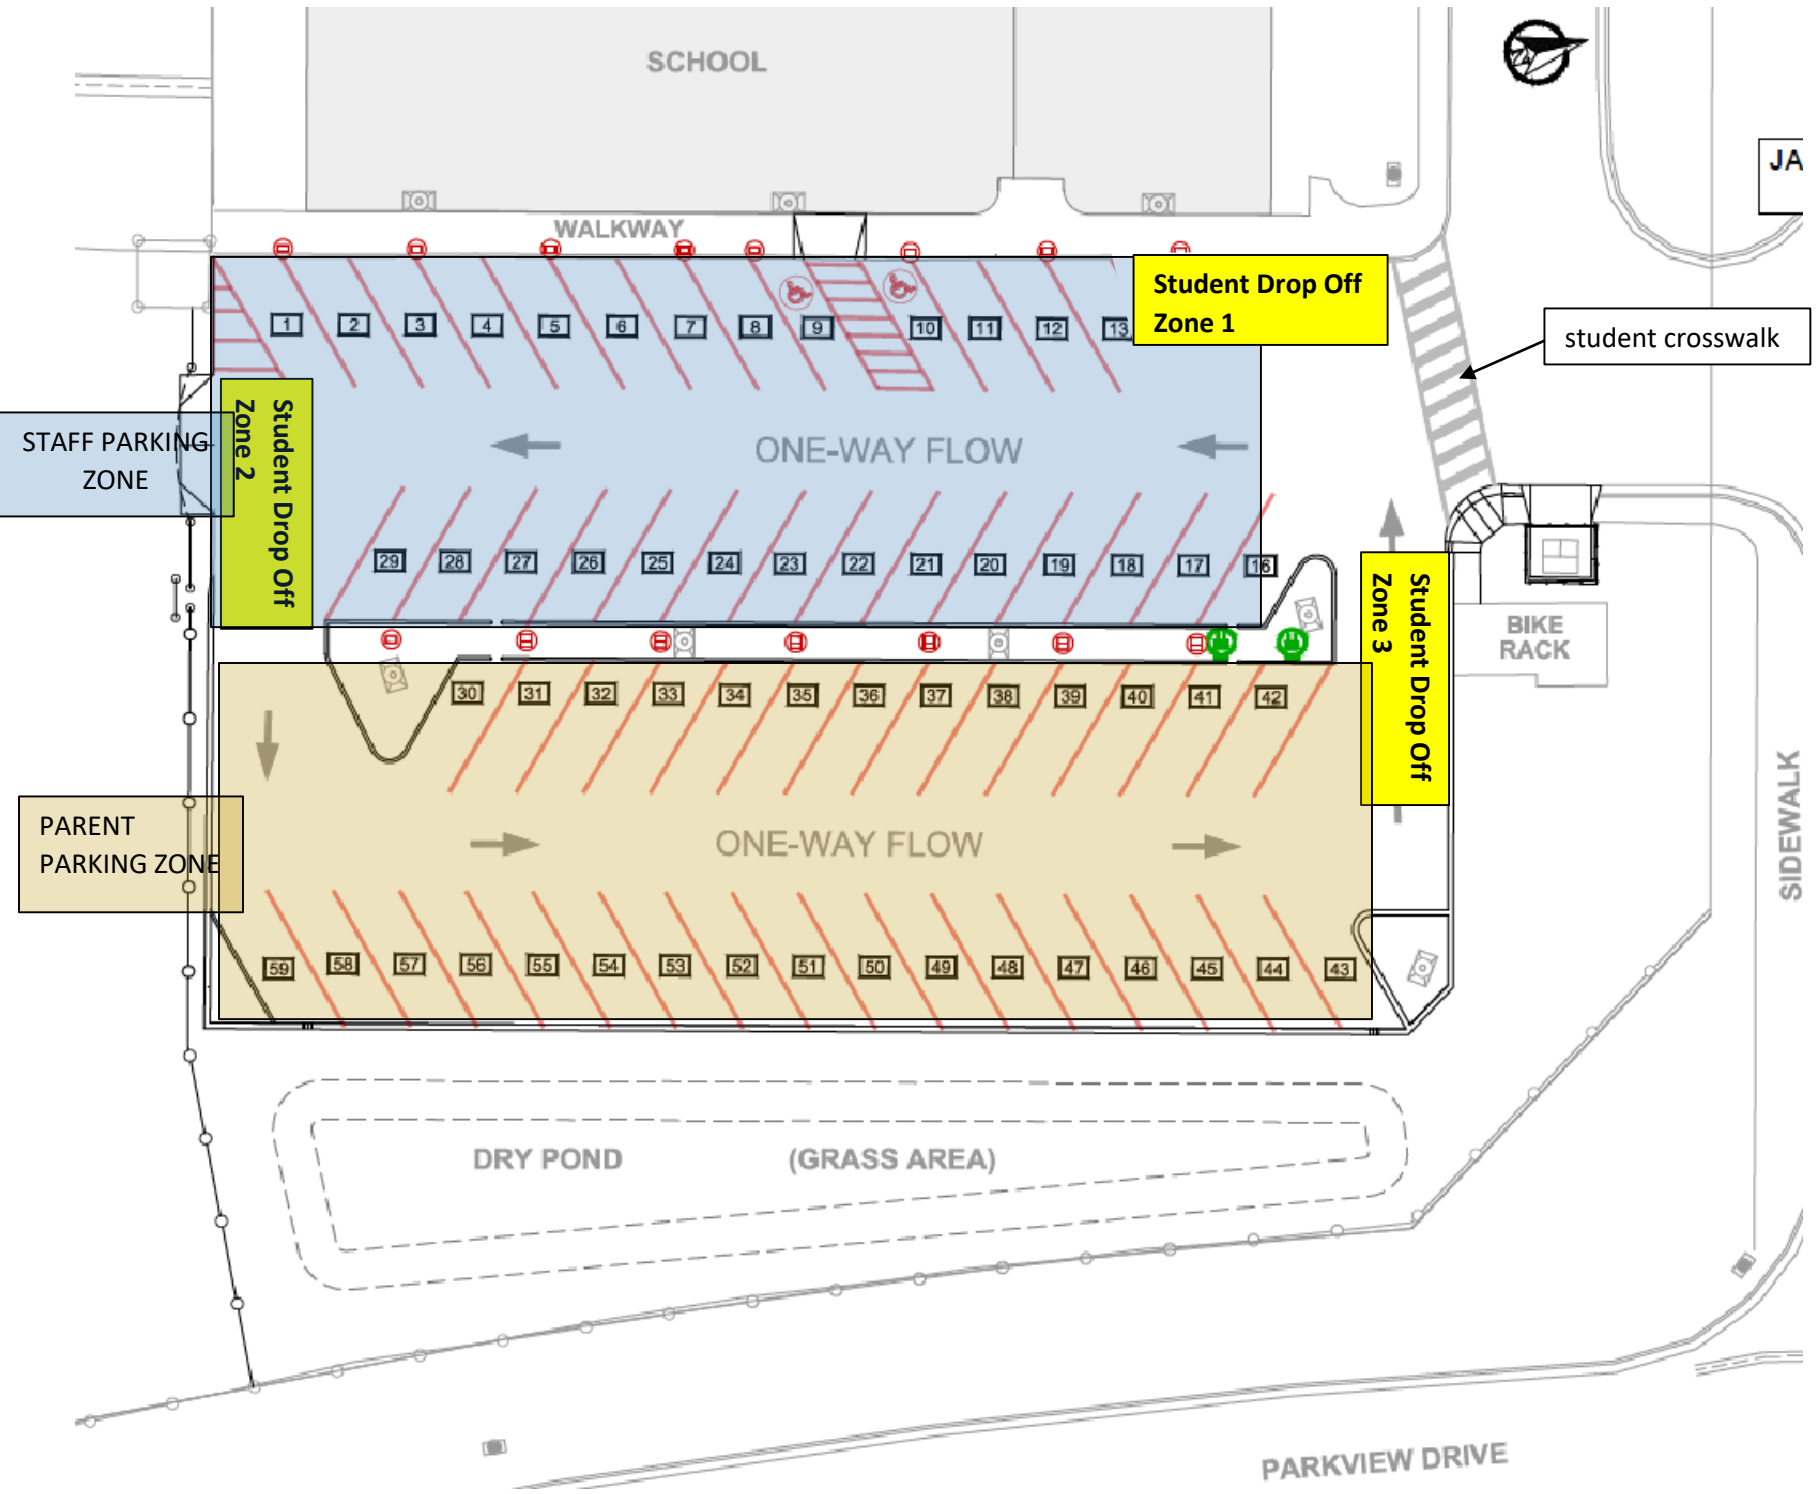 SCHOOL
JA
WALKWAY
Student Drop Off
Zone 1
student crosswalk
1 2 3 4 5 6 7 8 9 10 11 12 13
STAFF PARKING
ZONE
Student Drop Off
Zone 2
ONE-WAY FLOW
29 28 27 26 25 24 23 22 21 20 19 18 17 16
Student Drop Off
Zone 3
BIKE
RACK
30 31 32 33 34 35 36 37 38 39 40 41 42
PARENT
PARKING ZONE
ONE-WAY FLOW
SIDEWALK
59 58 57 56 55 54 53 52 51 50 49 48 47 46 45 44 43
DRY POND (GRASS AREA)
PARKVIEW DRIVE